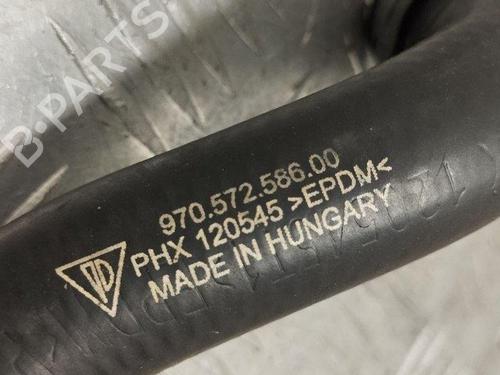 B-PARTS
970.572.586.00
PHX 120545 >EPDM<
MADE IN HUNGARY